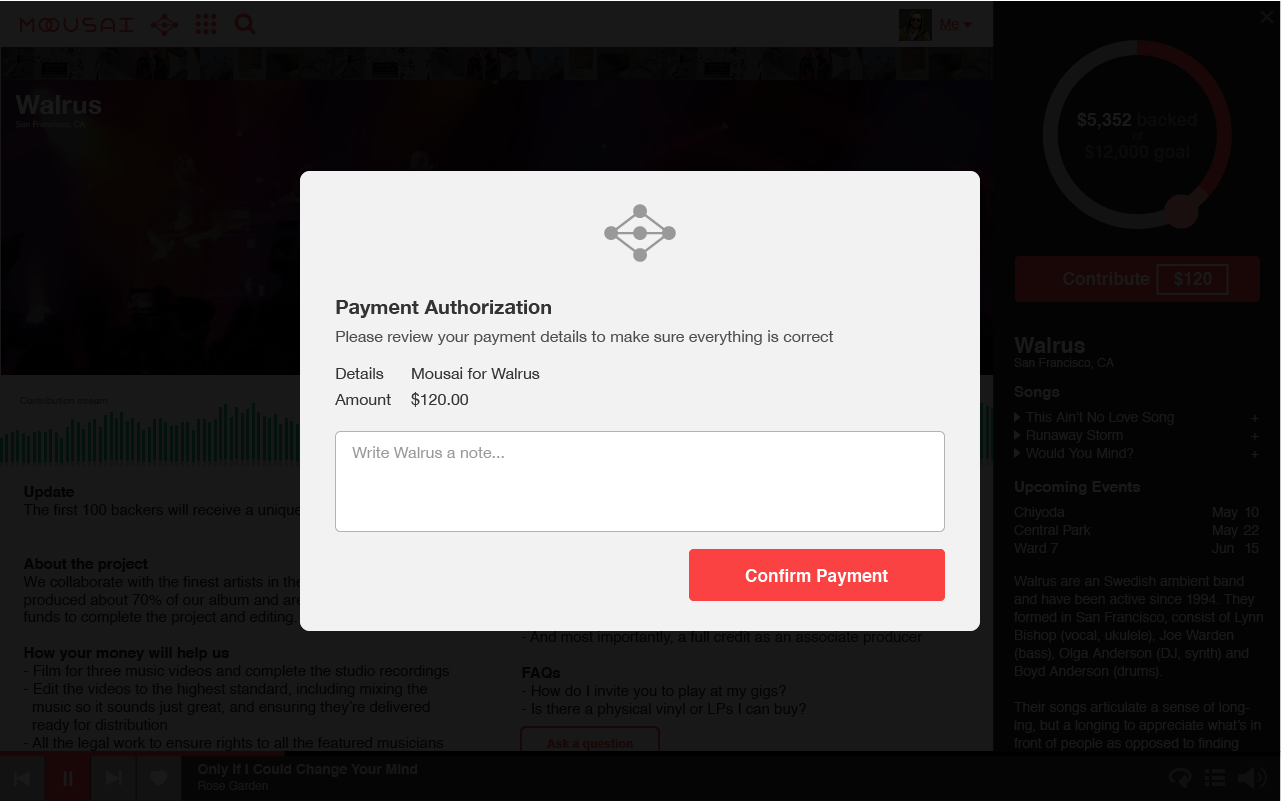 MOUSAI
Me
Walrus
San Francisco, CA
$5,352 backed
of
$12,000 goal
Contribute $120
Payment Authorization
Please review your payment details to make sure everything is correct
Details Mousai for Walrus
Amount $120.00
Write Walrus a note...
Confirm Payment
Contribution stream
Update
The first 100 backers will receive a unique
About the project
We collaborate with the finest artists in the
produced about 70% of our album and are
funds to complete the project and editing,
How your money will help us
- Film for three music videos and complete the studio recordings
- Edit the videos to the highest standard, including mixing the
music so it sounds just great, and ensuring they're delivered
ready for distribution
- All the legal work to ensure rights to all the featured musicians
- And most importantly, a full credit as an associate producer
FAQs
- How do I invite you to play at my gigs?
- Is there a physical vinyl or LPs I can buy?
Ask a question
Walrus
San Francisco, CA
Songs
This Ain't No Love Song +
Runaway Storm +
Would You Mind? +
Upcoming Events
Chiyoda May 10
Central Park May 22
Ward 7 Jun 15
Walrus are an Swedish ambient band
and have been active since 1994. They
formed in San Francisco, consist of Lynn
Bishop (vocal, ukulele), Joe Warden
(bass), Olga Anderson (DJ, synth) and
Boyd Anderson (drums).
Their songs articulate a sense of long-
ing, but a longing to appreciate what's in
front of people as opposed to finding
Only If I Could Change Your Mind
Rose Garden